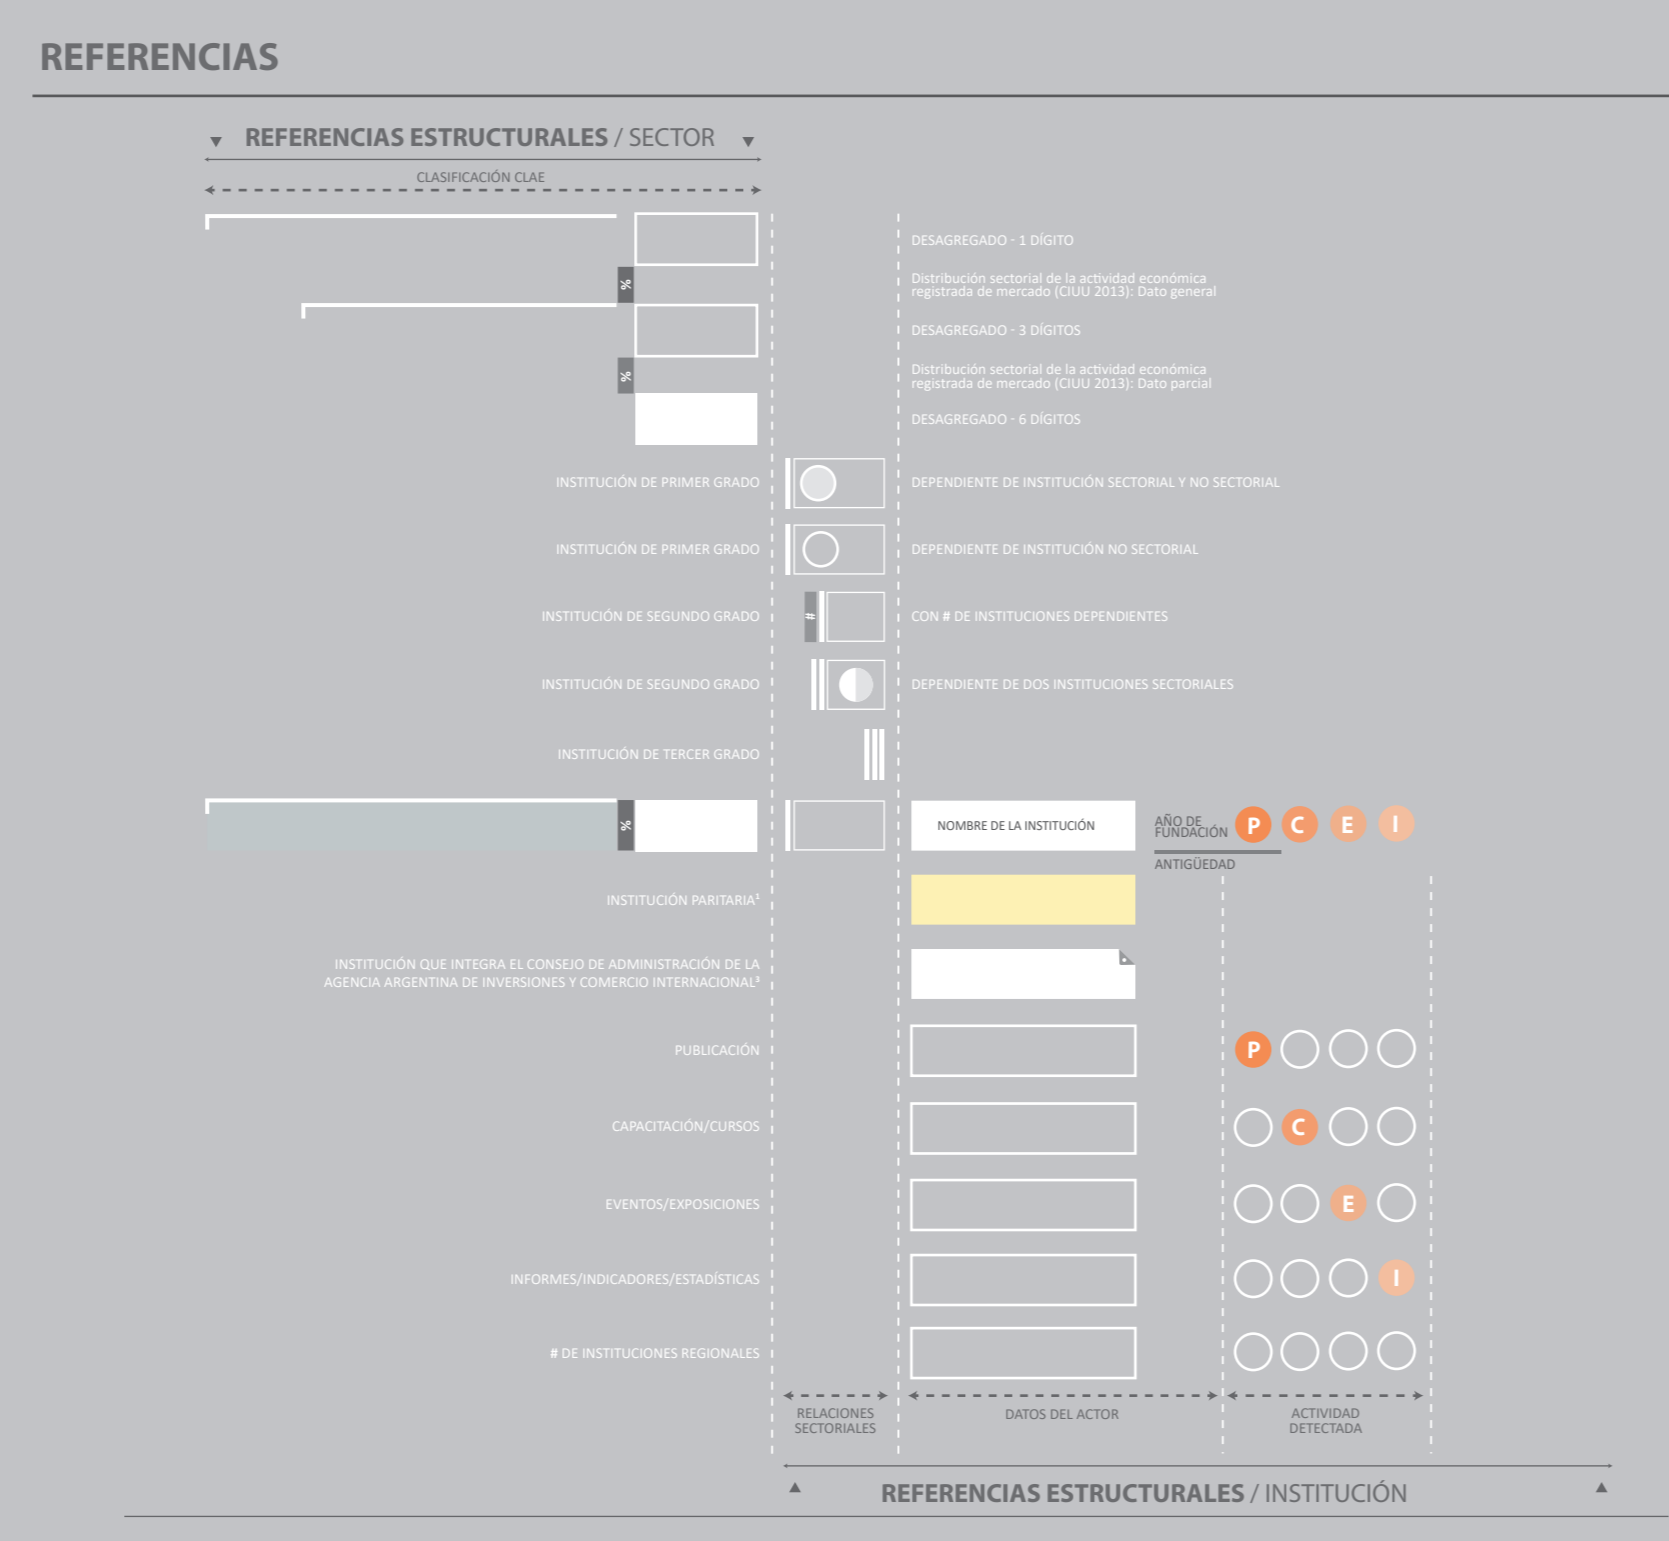 REFERENCIAS
REFERENCIAS ESTRUCTURALES / SECTOR
CLASIFICACIÓN CLAE
DESAGREGADO - 1 DÍGITO
%
Distribución sectorial de la actividad económica
registrada de mercado (CIUU 2013): Dato general
DESAGREGADO - 3 DÍGITOS
%
Distribución sectorial de la actividad económica
registrada de mercado (CIUU 2013): Dato parcial
DESAGREGADO - 6 DÍGITOS
INSTITUCIÓN DE PRIMER GRADO
DEPENDIENTE DE INSTITUCIÓN SECTORIAL Y NO SECTORIAL
INSTITUCIÓN DE PRIMER GRADO
DEPENDIENTE DE INSTITUCIÓN NO SECTORIAL
INSTITUCIÓN DE SEGUNDO GRADO
#
CON # DE INSTITUCIONES DEPENDIENTES
INSTITUCIÓN DE SEGUNDO GRADO
DEPENDIENTE DE DOS INSTITUCIONES SECTORIALES
INSTITUCIÓN DE TERCER GRADO
%
NOMBRE DE LA INSTITUCIÓN
AÑO DE
FUNDACIÓN
P C E I
ANTIGÜEDAD
INSTITUCIÓN PARITARIA¹
INSTITUCIÓN QUE INTEGRA EL CONSEJO DE ADMINISTRACIÓN DE LA
AGENCIA ARGENTINA DE INVERSIONES Y COMERCIO INTERNACIONAL³
PUBLICACIÓN
P
CAPACITACIÓN/CURSOS
C
EVENTOS/EXPOSICIONES
E
INFORMES/INDICADORES/ESTADÍSTICAS
I
# DE INSTITUCIONES REGIONALES
RELACIONES
SECTORIALES
DATOS DEL ACTOR
ACTIVIDAD
DETECTADA
REFERENCIAS ESTRUCTURALES / INSTITUCIÓN